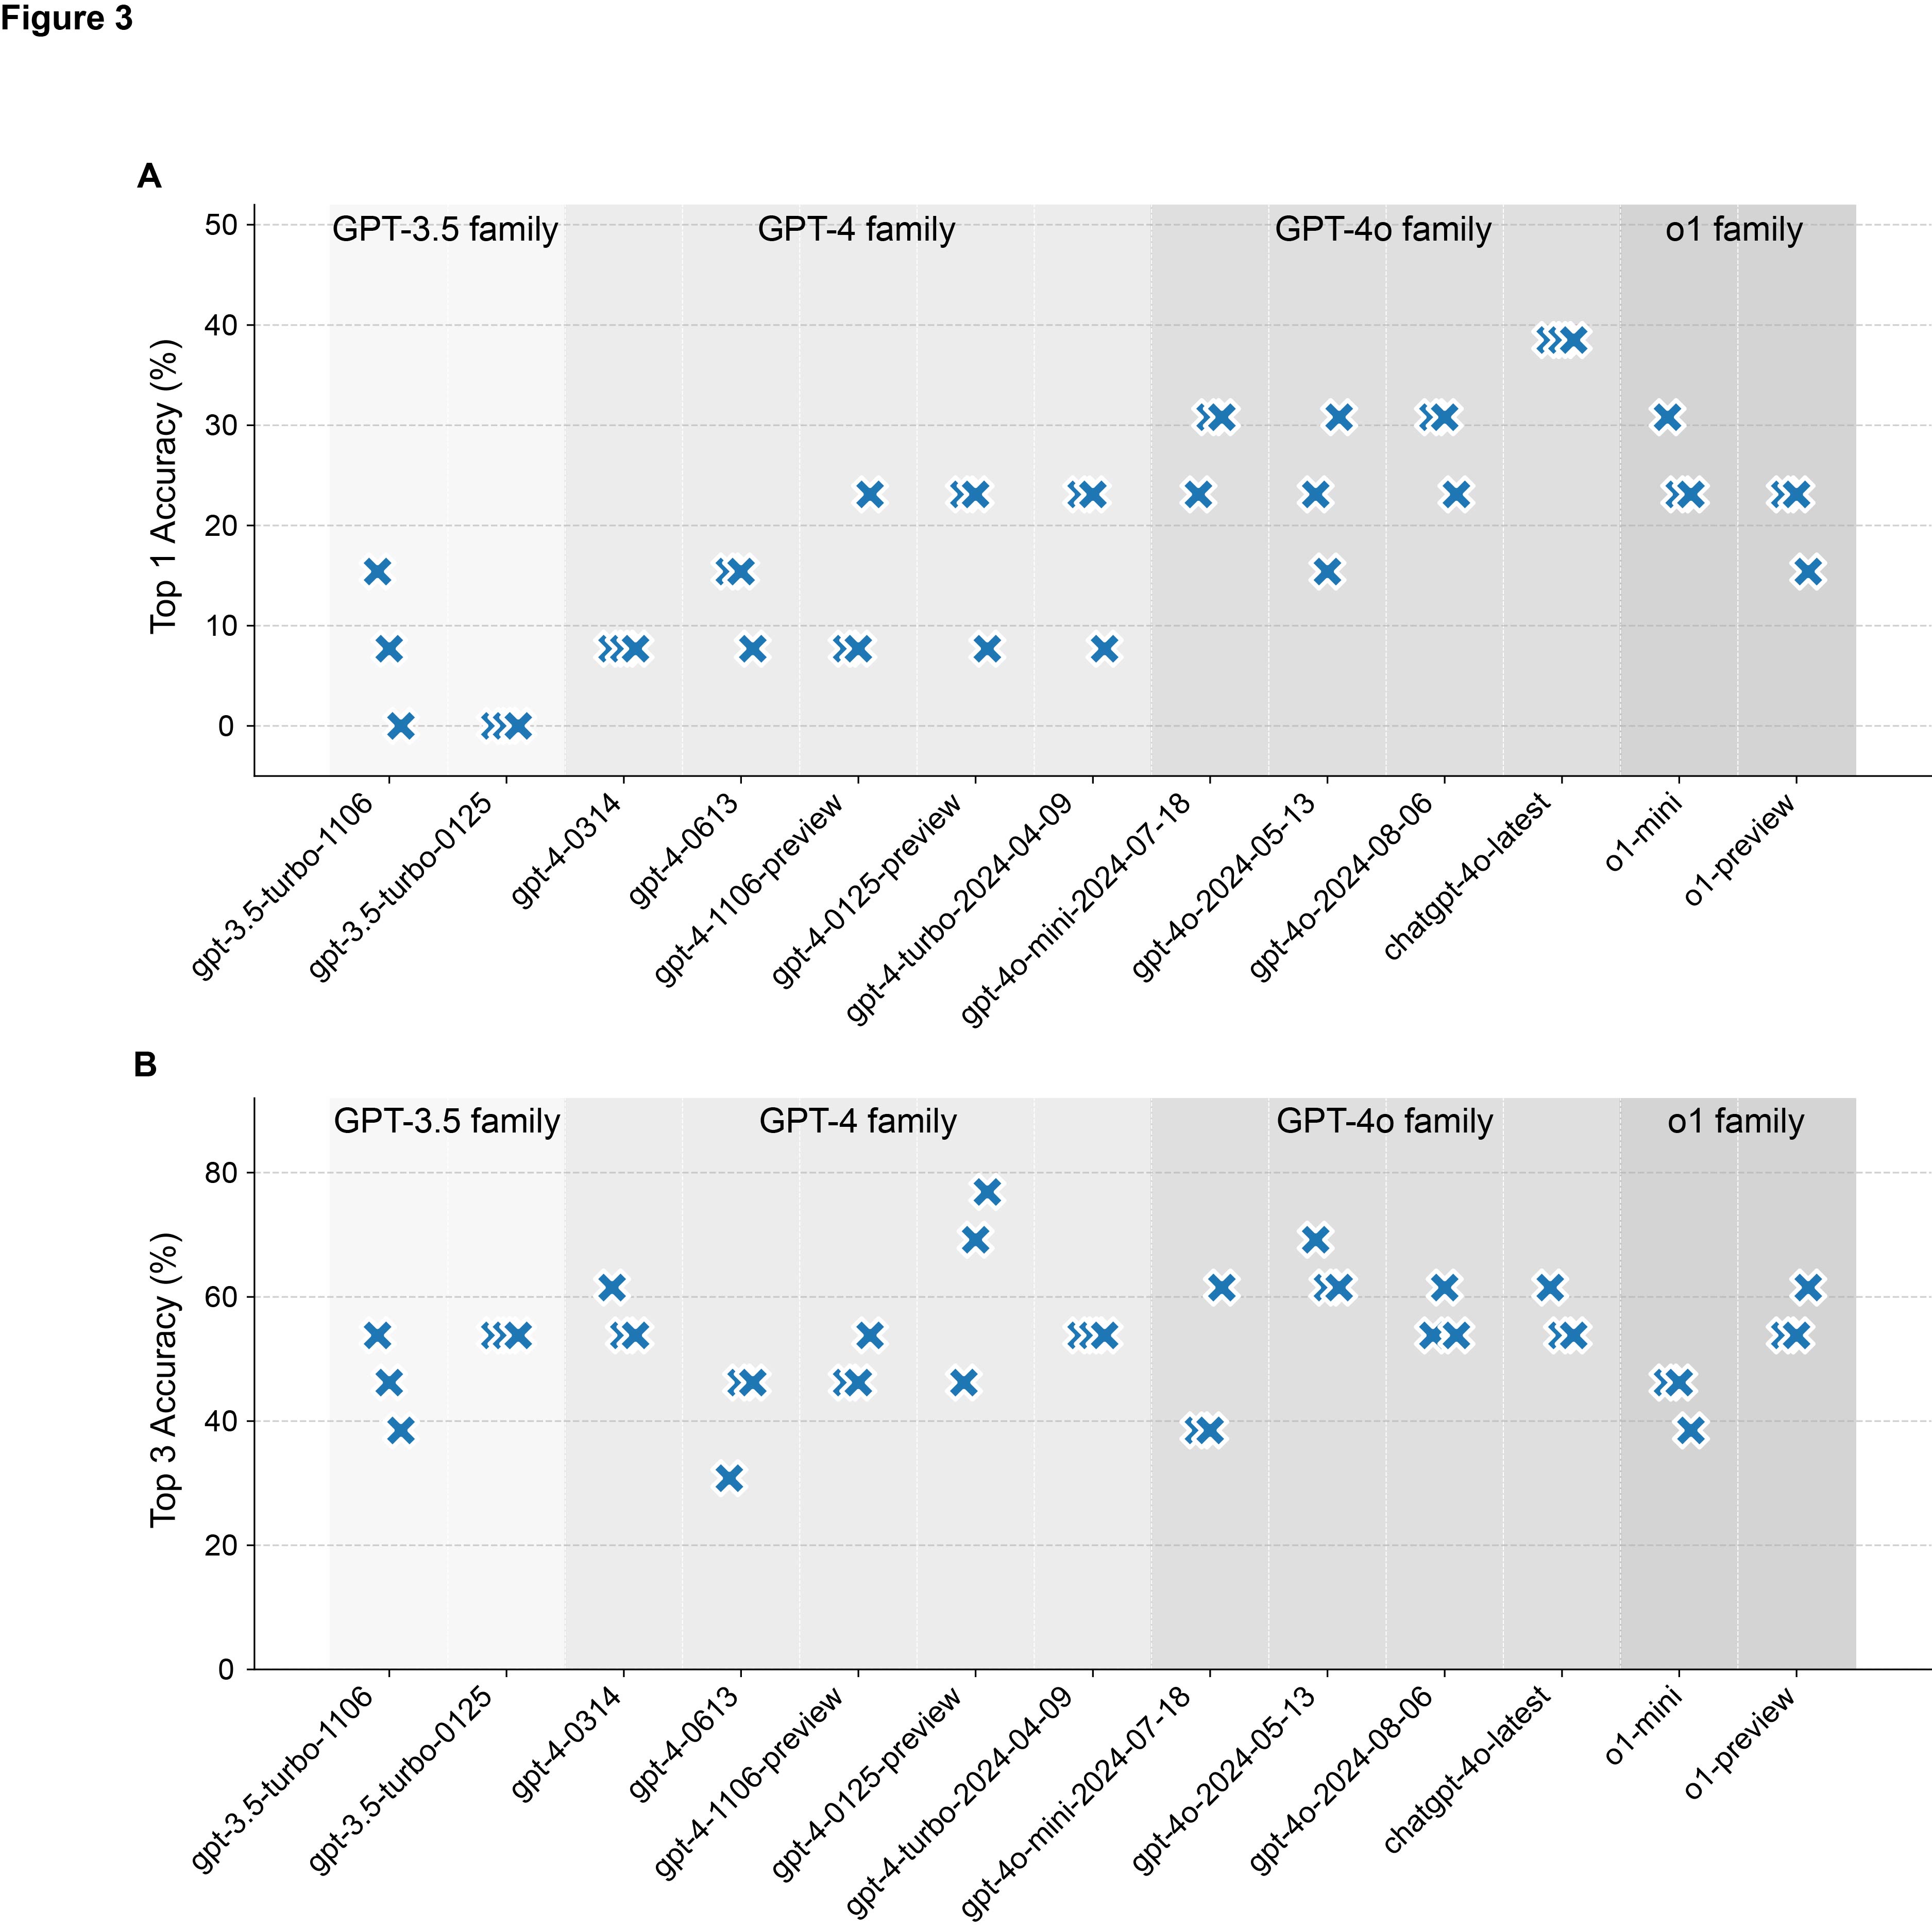 Figure 3
A
GPT-3.5 family
GPT-4 family
GPT-4o family
o1 family
Top 1 Accuracy (%)
50
40
30
20
10
0
gpt-3.5-turbo-1106
gpt-3.5-turbo-0125
gpt-4-0314
gpt-4-0613
gpt-4-1106-preview
gpt-4-0125-preview
gpt-4-turbo-2024-04-09
gpt-4o-mini-2024-07-18
gpt-4o-2024-05-13
gpt-4o-2024-08-06
chatgpt-4o-latest
o1-mini
o1-preview
B
GPT-3.5 family
GPT-4 family
GPT-4o family
o1 family
Top 3 Accuracy (%)
80
60
40
20
0
gpt-3.5-turbo-1106
gpt-3.5-turbo-0125
gpt-4-0314
gpt-4-0613
gpt-4-1106-preview
gpt-4-0125-preview
gpt-4-turbo-2024-04-09
gpt-4o-mini-2024-07-18
gpt-4o-2024-05-13
gpt-4o-2024-08-06
chatgpt-4o-latest
o1-mini
o1-preview